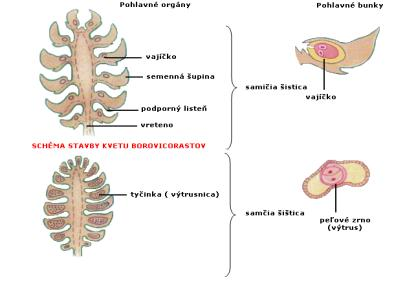 Pohlavné orgány
Pohlavné bunky
vajíčko
semenná šupina
podporný listeň
vreteno
samičia šistica
vajíčko
SCHÉMA STAVBY KVETU BOROVICORASTOV
tyčinka ( výtrusnica)
samčia šištica
peľové zrno
(výtrus)